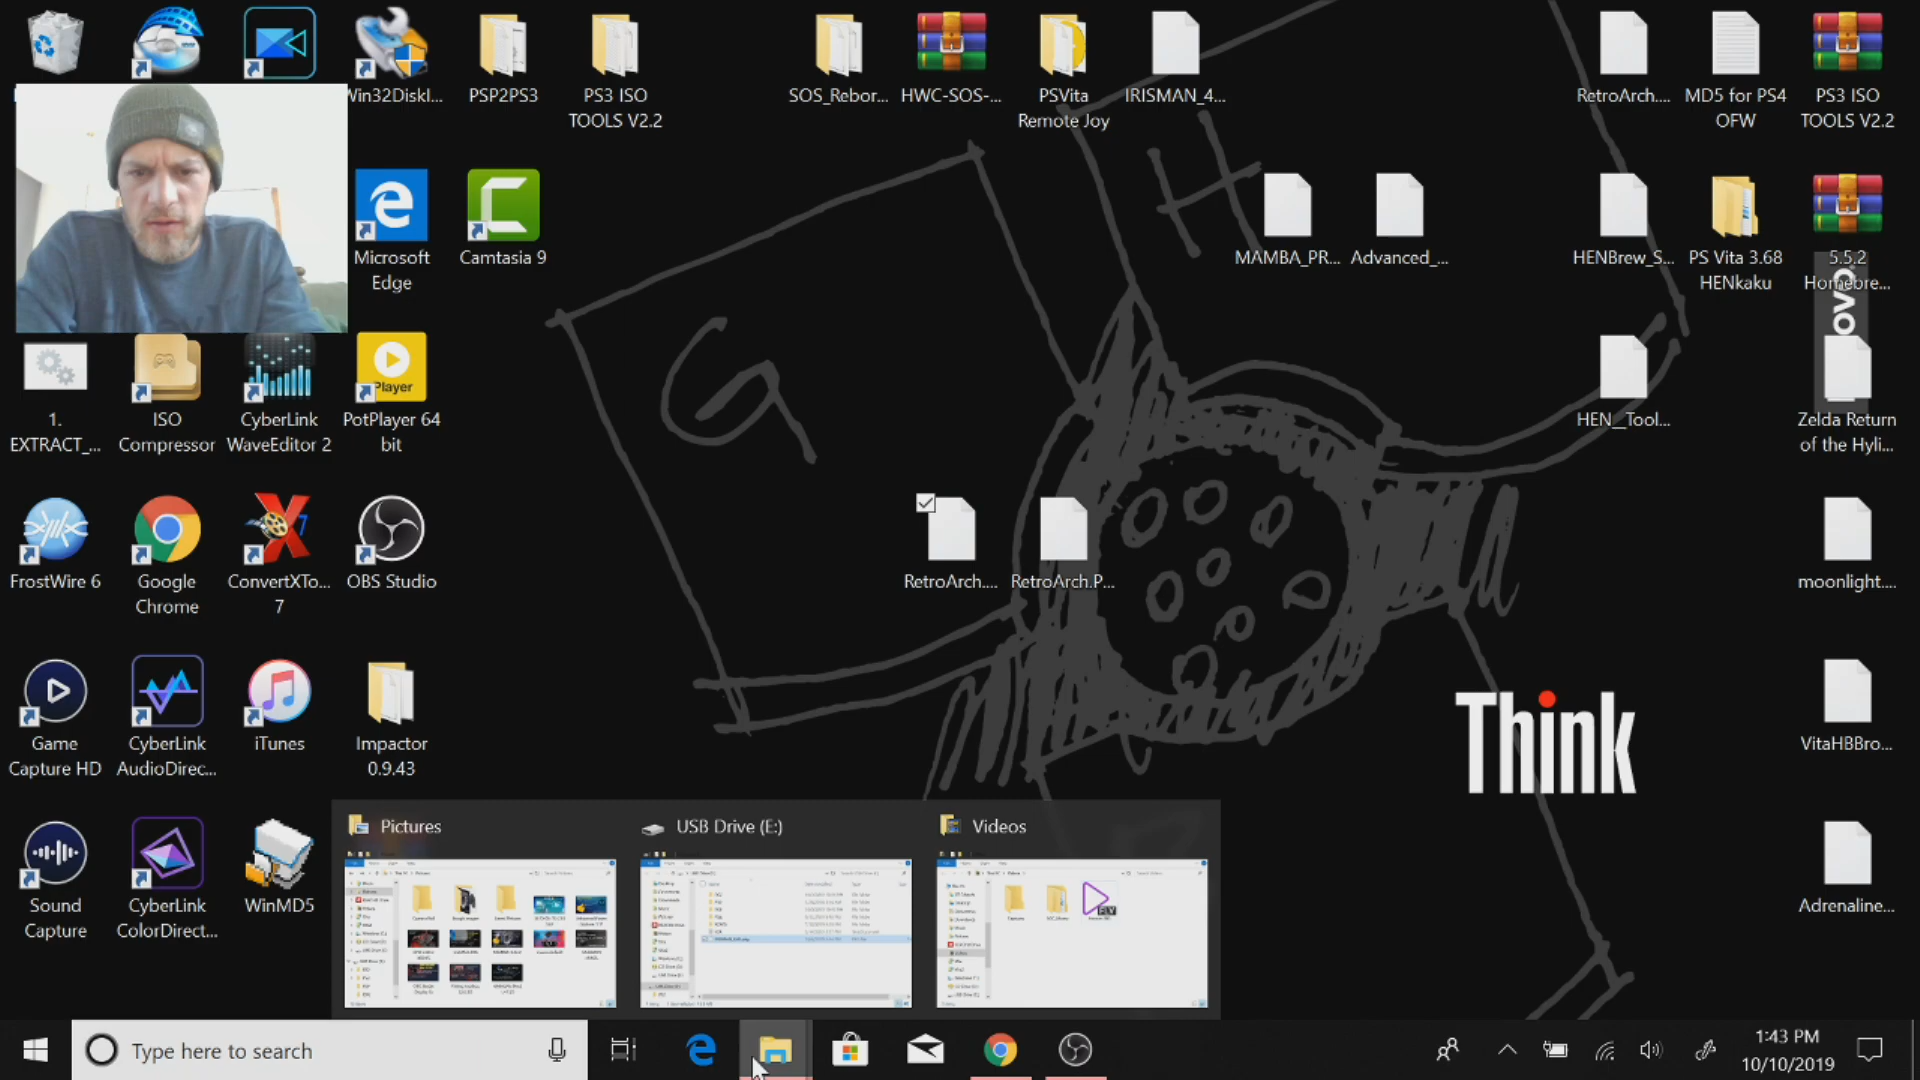 Win32DiskI...
PSP2PS3
PS3 ISO
TOOLS V2.2
SOS_Rebor...
HWC-SOS-...
PSVita
Remote Joy
IRISMAN_4...
RetroArch....
MD5 for PS4
OFW
PS3 ISO
TOOLS V2.2
Microsoft
Edge
Camtasia 9
MAMBA_PR...
Advanced_...
HENBrew_S...
PS Vita 3.68
HENkaku
5.5.2
Homebre...
G
H
1.
EXTRACT_...
ISO
Compressor
CyberLink
WaveEditor 2
Player
PotPlayer 64
bit
HEN__Tool...
Zelda Return
of the Hyli...
FrostWire 6
Google
Chrome
ConvertXTo...
7
OBS Studio
RetroArch....
RetroArch.P...
moonlight....
Game
Capture HD
CyberLink
AudioDirec...
iTunes
Impactor
0.9.43
Think
VitaHBBro...
Sound
Capture
CyberLink
ColorDirect...
WinMD5
Adrenaline...
Pictures
USB Drive (E:)
Videos
FLV
Type here to search
1:43 PM
10/10/2019